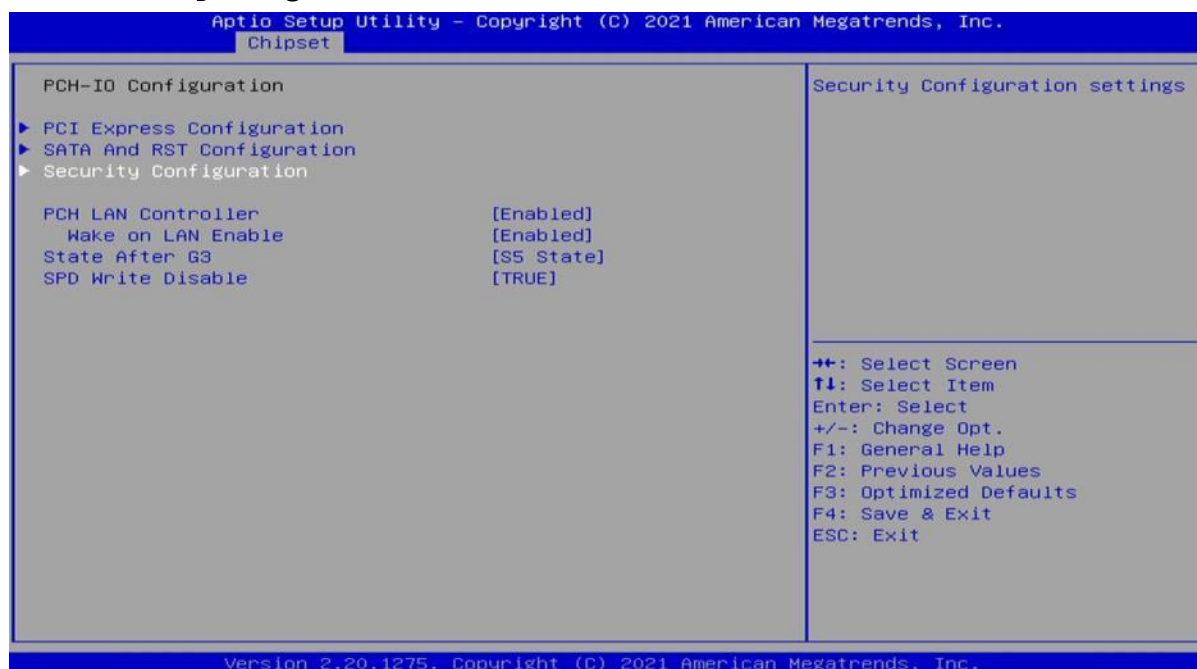 Aptio Setup Utility – Copyright (C) 2021 American Megatrends, Inc.
Chipset
PCH-IO Configuration
PCI Express Configuration
SATA And RST Configuration
Security Configuration
PCH LAN Controller [Enabled]
Wake on LAN Enable [Enabled]
State After G3 [S5 State]
SPD Write Disable [TRUE]
Security Configuration settings
→←: Select Screen
↑↓: Select Item
Enter: Select
+/-: Change Opt.
F1: General Help
F2: Previous Values
F3: Optimized Defaults
F4: Save & Exit
ESC: Exit
Version 2.20.1275. Copyright (C) 2021 American Megatrends, Inc.